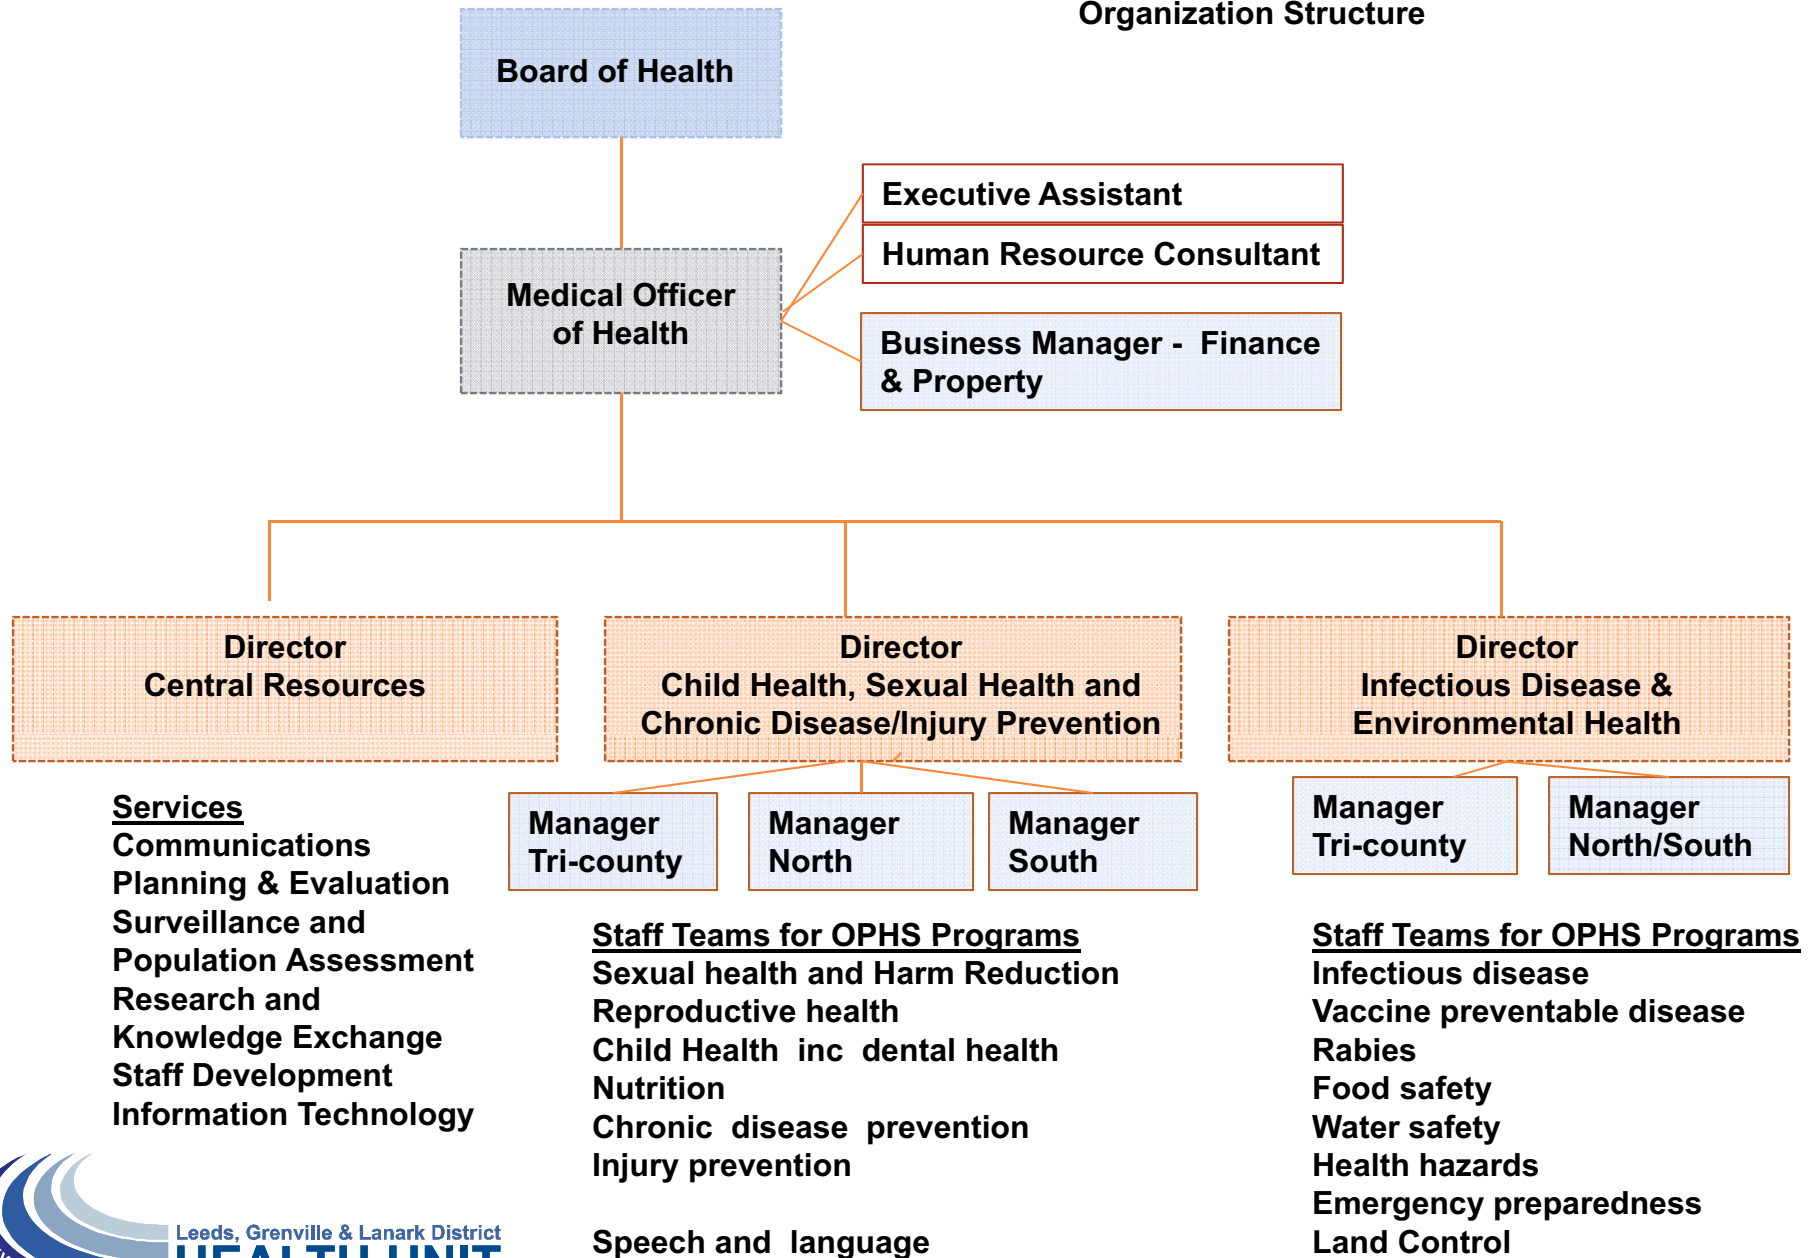 Organization Structure
Board of Health
Executive Assistant
Human Resource Consultant
Medical Officer
of Health
Business Manager - Finance
& Property
Director
Central Resources
Director
Child Health, Sexual Health and
Chronic Disease/Injury Prevention
Director
Infectious Disease &
Environmental Health
Services
Communications
Planning & Evaluation
Surveillance and
Population Assessment
Research and
Knowledge Exchange
Staff Development
Information Technology
Manager
Tri-county
Manager
North
Manager
South
Staff Teams for OPHS Programs
Sexual health and Harm Reduction
Reproductive health
Child Health inc dental health
Nutrition
Chronic disease prevention
Injury prevention
Speech and language
Manager
Tri-county
Manager
North/South
Staff Teams for OPHS Programs
Infectious disease
Vaccine preventable disease
Rabies
Food safety
Water safety
Health hazards
Emergency preparedness
Land Control
Leeds, Grenville & Lanark District
HEALTH UNIT